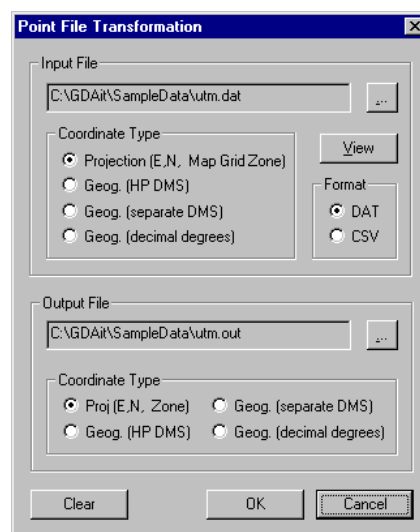 Point File Transformation
Input File
C:\GDAit\SampleData\utm.dat
...
Coordinate Type
Projection (E,N, Map Grid Zone)
Geog. (HP DMS)
Geog. (separate DMS)
Geog. (decimal degrees)
View
Format
DAT
CSV
Output File
C:\GDAit\SampleData\utm.out
...
Coordinate Type
Proj (E,N, Zone)
Geog. (separate DMS)
Geog. (HP DMS)
Geog. (decimal degrees)
Clear
OK
Cancel